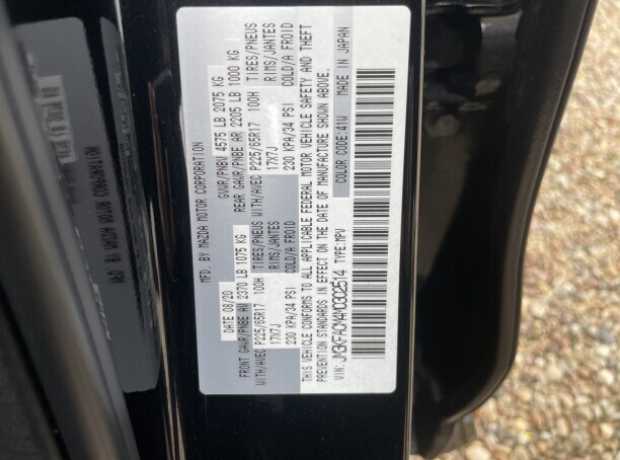 MFD. BY MAZDA MOTOR CORPORATION
DATE 08/20 GVWR/PNBV 4575 LB 2075 KG
FRONT GAWR/PNBE AV 2370 LB 1075 KG REAR GAWR/PNBE AR 2205 LB 1000 KG
WITH/AVEC P225/65R17 100H TIRES/PNEUS WITH/AVEC P225/65R17 100H TIRES/PNEUS
17X7J RIMS/JANTES 17X7J RIMS/JANTES
230 KPA/34 PSI COLD/A FROID 230 KPA/34 PSI COLD/A FROID
THIS VEHICLE CONFORMS TO ALL APPLICABLE FEDERAL MOTOR VEHICLE SAFETY AND THEFT
PREVENTION STANDARDS IN EFFECT ON THE DATE OF MANUFACTURE SHOWN ABOVE.
VIN: TYPE:MPV COLOR CODE:41W MADE IN JAPAN